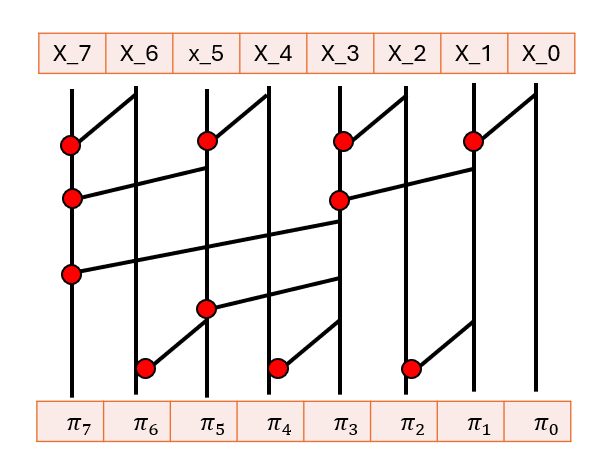 X_7 X_6 x_5 X_4 X_3 X_2 X_1 X_0
π₇ π₆ π₅ π₄ π₃ π₂ π₁ π₀